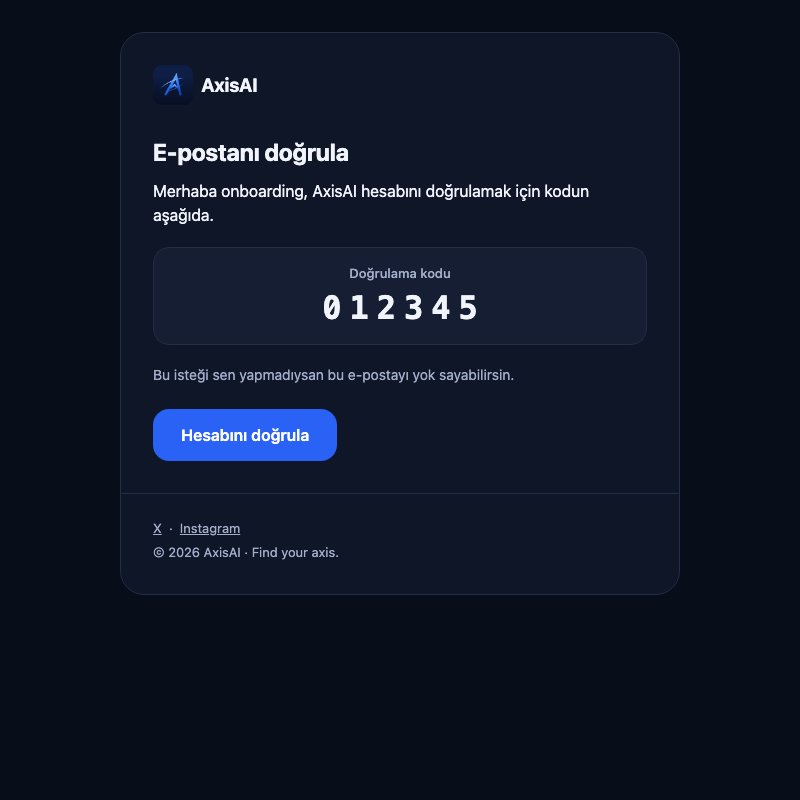 AxisAI
E-postanı doğrula
Merhaba onboarding, AxisAI hesabını doğrulamak için kodun
aşağıda.
Doğrulama kodu
012345
Bu isteği sen yapmadıysan bu e-postayı yok sayabilirsin.
Hesabını doğrula
X · Instagram
© 2026 AxisAI · Find your axis.